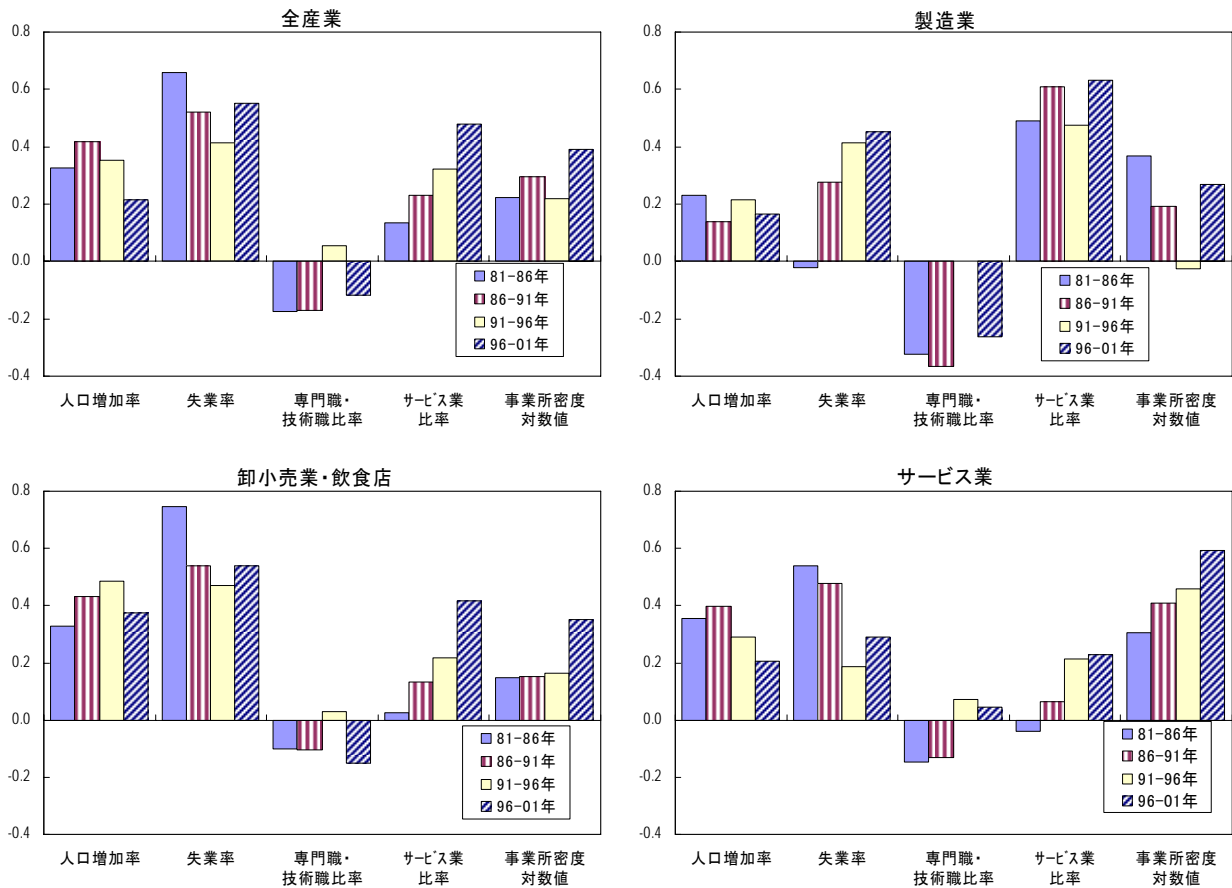 全産業
0.8
0.6
0.4
0.2
0.0
-0.2
-0.4
81-86年
86-91年
91-96年
96-01年
人口増加率
失業率
専門職・
技術職比率
サービス業
比率
事業所密度
対数値
製造業
0.8
0.6
0.4
0.2
0.0
-0.2
-0.4
81-86年
86-91年
91-96年
96-01年
人口増加率
失業率
専門職・
技術職比率
サービス業
比率
事業所密度
対数値
卸小売業・飲食店
0.8
0.6
0.4
0.2
0.0
-0.2
-0.4
81-86年
86-91年
91-96年
96-01年
人口増加率
失業率
専門職・
技術職比率
サービス業
比率
事業所密度
対数値
サービス業
0.8
0.6
0.4
0.2
0.0
-0.2
-0.4
81-86年
86-91年
91-96年
96-01年
人口増加率
失業率
専門職・
技術職比率
サービス業
比率
事業所密度
対数値